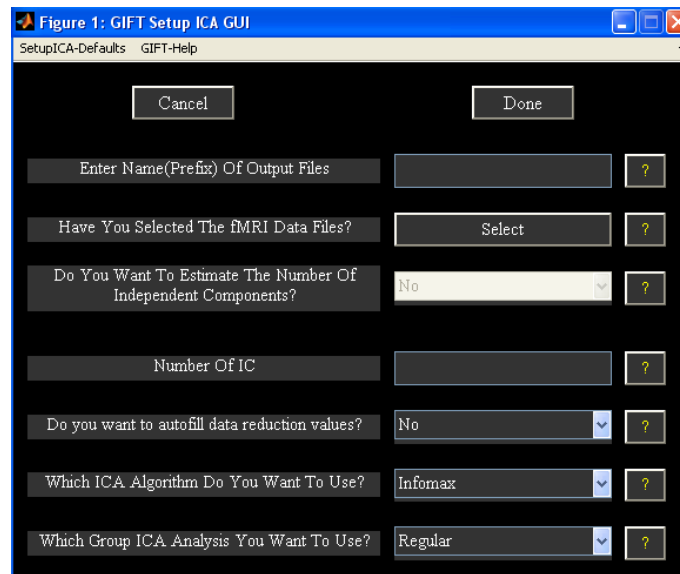 Figure 1: GIFT Setup ICA GUI
SetupICA-Defaults GIFT-Help
Cancel Done
Enter Name(Prefix) Of Output Files ?
Have You Selected The fMRI Data Files? Select ?
Do You Want To Estimate The Number Of
Independent Components? No ?
Number Of IC ?
Do you want to autofill data reduction values? No ?
Which ICA Algorithm Do You Want To Use? Infomax ?
Which Group ICA Analysis You Want To Use? Regular ?